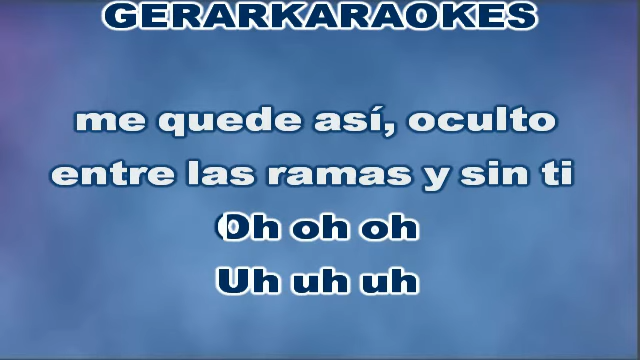 GERARKARAOKES
me quede así, oculto
entre las ramas y sin ti
Oh oh oh
Uh uh uh